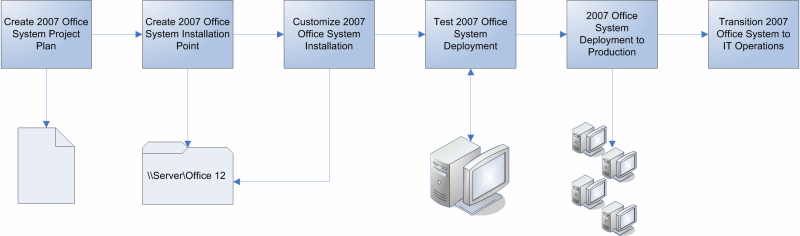 Create 2007 Office
System Project
Plan
Create 2007 Office
System Installation
Point
Customize 2007
Office System
Installation
Test 2007 Office
System
Deployment
2007 Office
System
Deployment to
Production
Transition 2007
Office System to
IT Operations
\\Server\Office 12